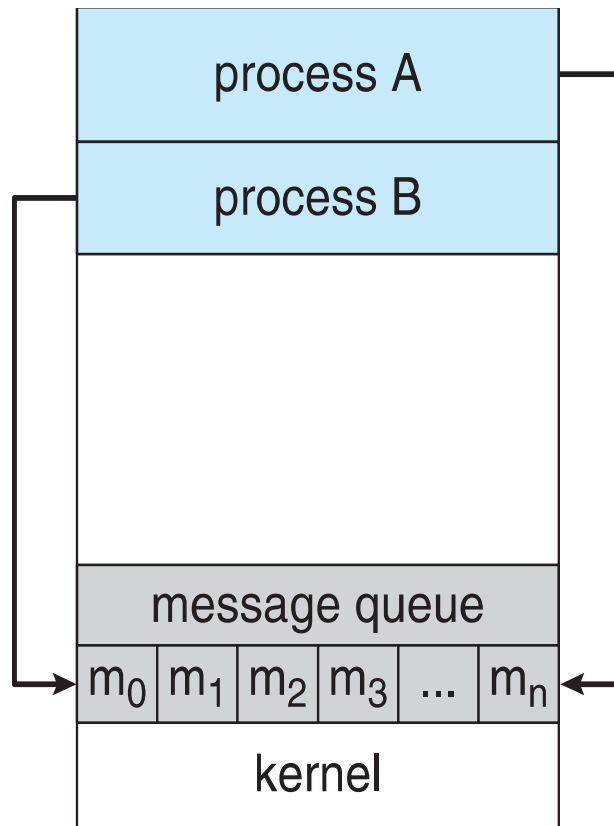 process A
process B
message queue
m₀ m₁ m₂ m₃ ... mₙ
kernel